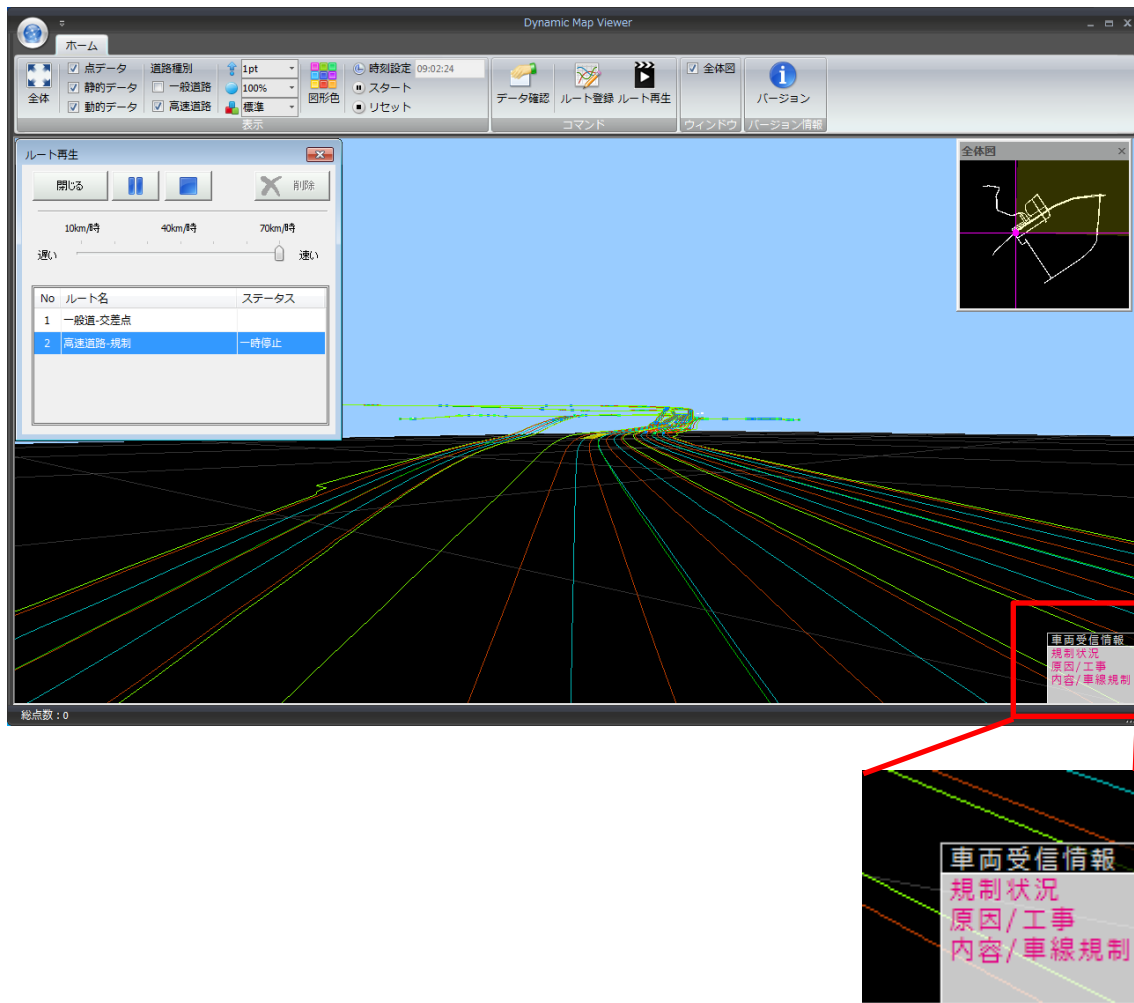 Dynamic Map Viewer
ホーム
点データ 道路種別 1pt 時刻設定 09:02:24
静的データ 一般道路 100% スタート
動的データ 高速道路 標準 リセット
全体 図形色 データ確認 ルート登録 ルート再生 全体図 バージョン
表示 コマンド ウィンドウ バージョン情報
ルート再生
閉じる 削除
10km/時 40km/時 70km/時
遅い 速い
No ルート名 ステータス
1 一般道-交差点
2 高速道路-規制 一時停止
全体図
車両受信情報
規制状況
原因/工事
内容/車線規制
総点数：0
車両受信情報
規制状況
原因/工事
内容/車線規制